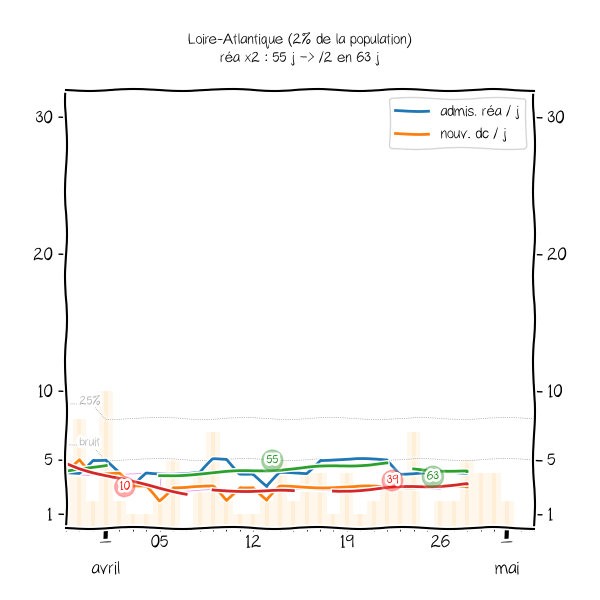 Loire-Atlantique (2% de la population)
réa x2 : 55 j -> /2 en 63 j
admis. réa / j
nouv. dc / j
30
30
20
20
10
10
25%
bruit
5
5
55
63
39
10
1
1
05
12
19
26
avril
mai